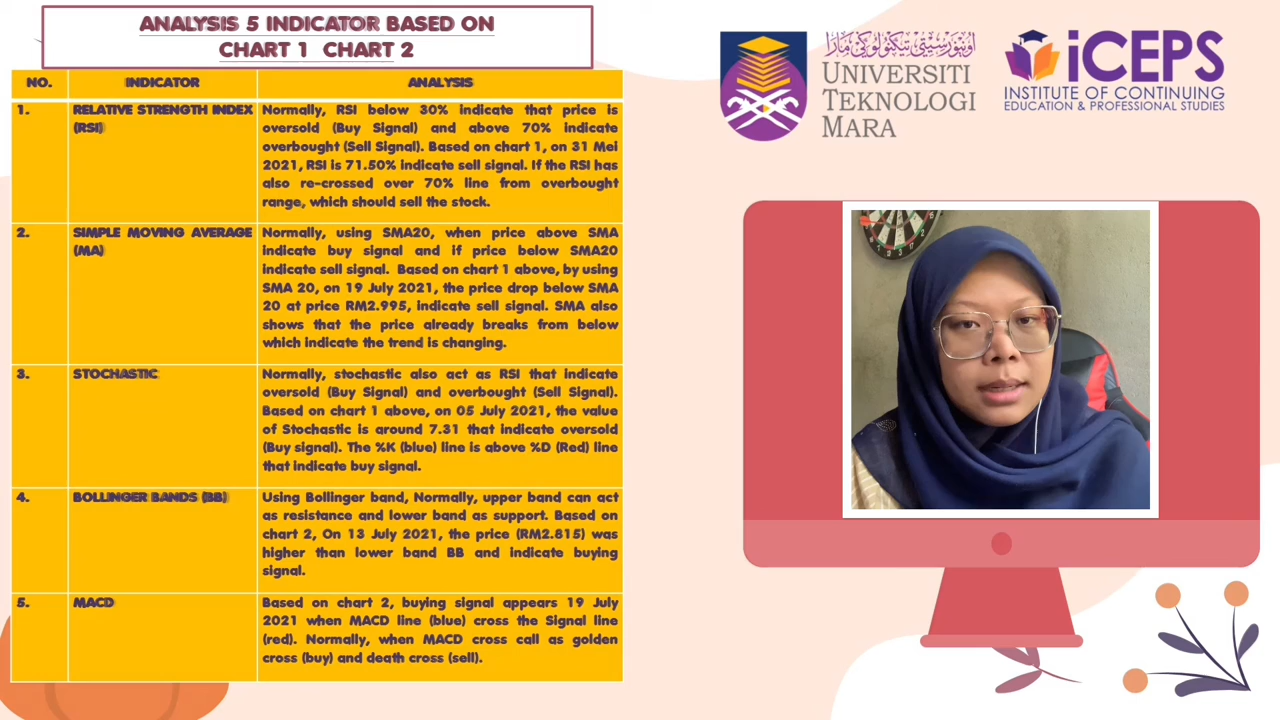 ANALYSIS 5 INDICATOR BASED ON
CHART 1 CHART 2
NO. INDICATOR ANALYSIS
1. RELATIVE STRENGTH INDEX
(RSI)
Normally, RSI below 30% indicate that price is
oversold (Buy Signal) and above 70% indicate
overbought (Sell Signal). Based on chart 1, on 31 Mei
2021, RSI is 71.50% indicate sell signal. If the RSI has
also re-crossed over 70% line from overbought
range, which should sell the stock.
2. SIMPLE MOVING AVERAGE
(MA)
Normally, using SMA20, when price above SMA
indicate buy signal and if price below SMA20
indicate sell signal. Based on chart 1 above, by using
SMA 20, on 19 July 2021, the price drop below SMA
20 at price RM2.995, indicate sell signal. SMA also
shows that the price already breaks from below
which indicate the trend is changing.
3. STOCHASTIC
Normally, stochastic also act as RSI that indicate
oversold (Buy Signal) and overbought (Sell Signal).
Based on chart 1 above, on 05 July 2021, the value
of Stochastic is around 7.31 that indicate oversold
(Buy signal). The %K (blue) line is above %D (Red) line
that indicate buy signal.
4. BOLLINGER BANDS (BB)
Using Bollinger band, Normally, upper band can act
as resistance and lower band as support. Based on
chart 2, On 13 July 2021, the price (RM2.815) was
higher than lower band BB and indicate buying
signal.
5. MACD
Based on chart 2, buying signal appears 19 July
2021 when MACD line (blue) cross the Signal line
(red). Normally, when MACD cross call as golden
cross (buy) and death cross (sell).
اونيۏرسيتي تيكنولوݢي مارا
UNIVERSITI
TEKNOLOGI
MARA
iCEPS
INSTITUTE OF CONTINUING
EDUCATION & PROFESSIONAL STUDIES